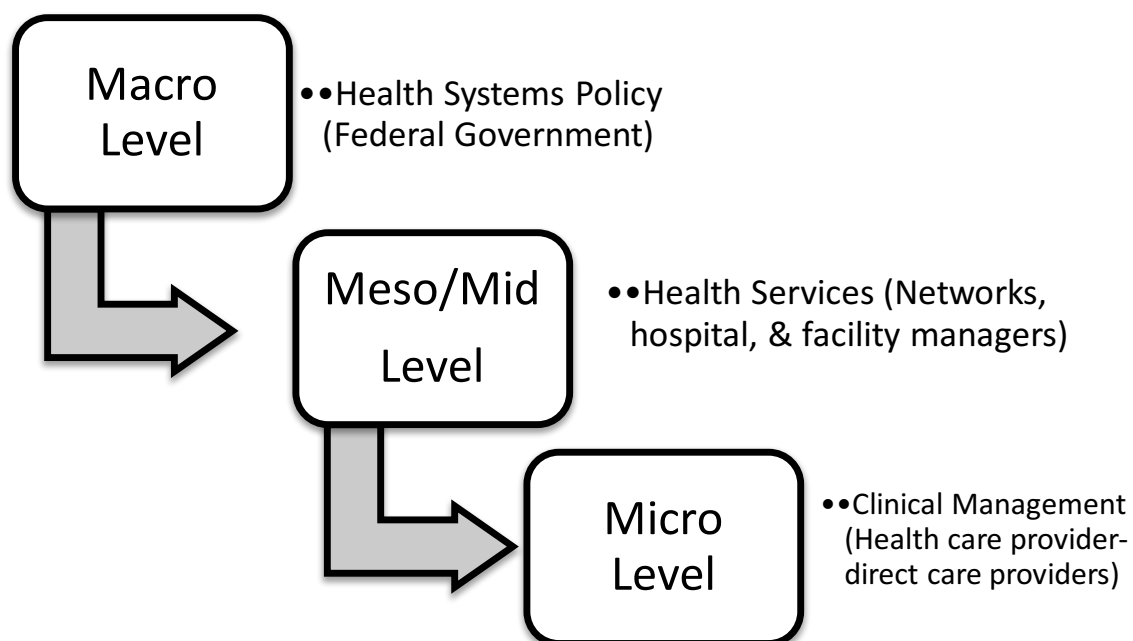 Macro
Level
••Health Systems Policy
(Federal Government)
Meso/Mid
Level
••Health Services (Networks,
hospital, & facility managers)
Micro
Level
••Clinical Management
(Health care provider-
direct care providers)